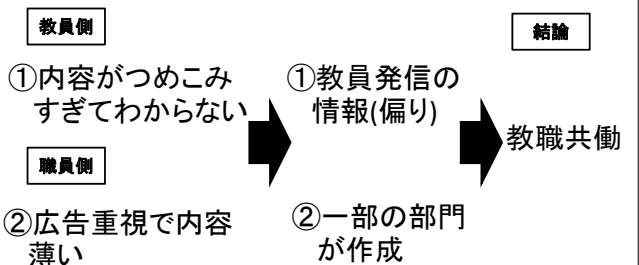 教員側
①内容がつめこみ
すぎてわからない
職員側
②広告重視で内容
薄い
①教員発信の
情報(偏り)
②一部の部門
が作成
結論
教職共働